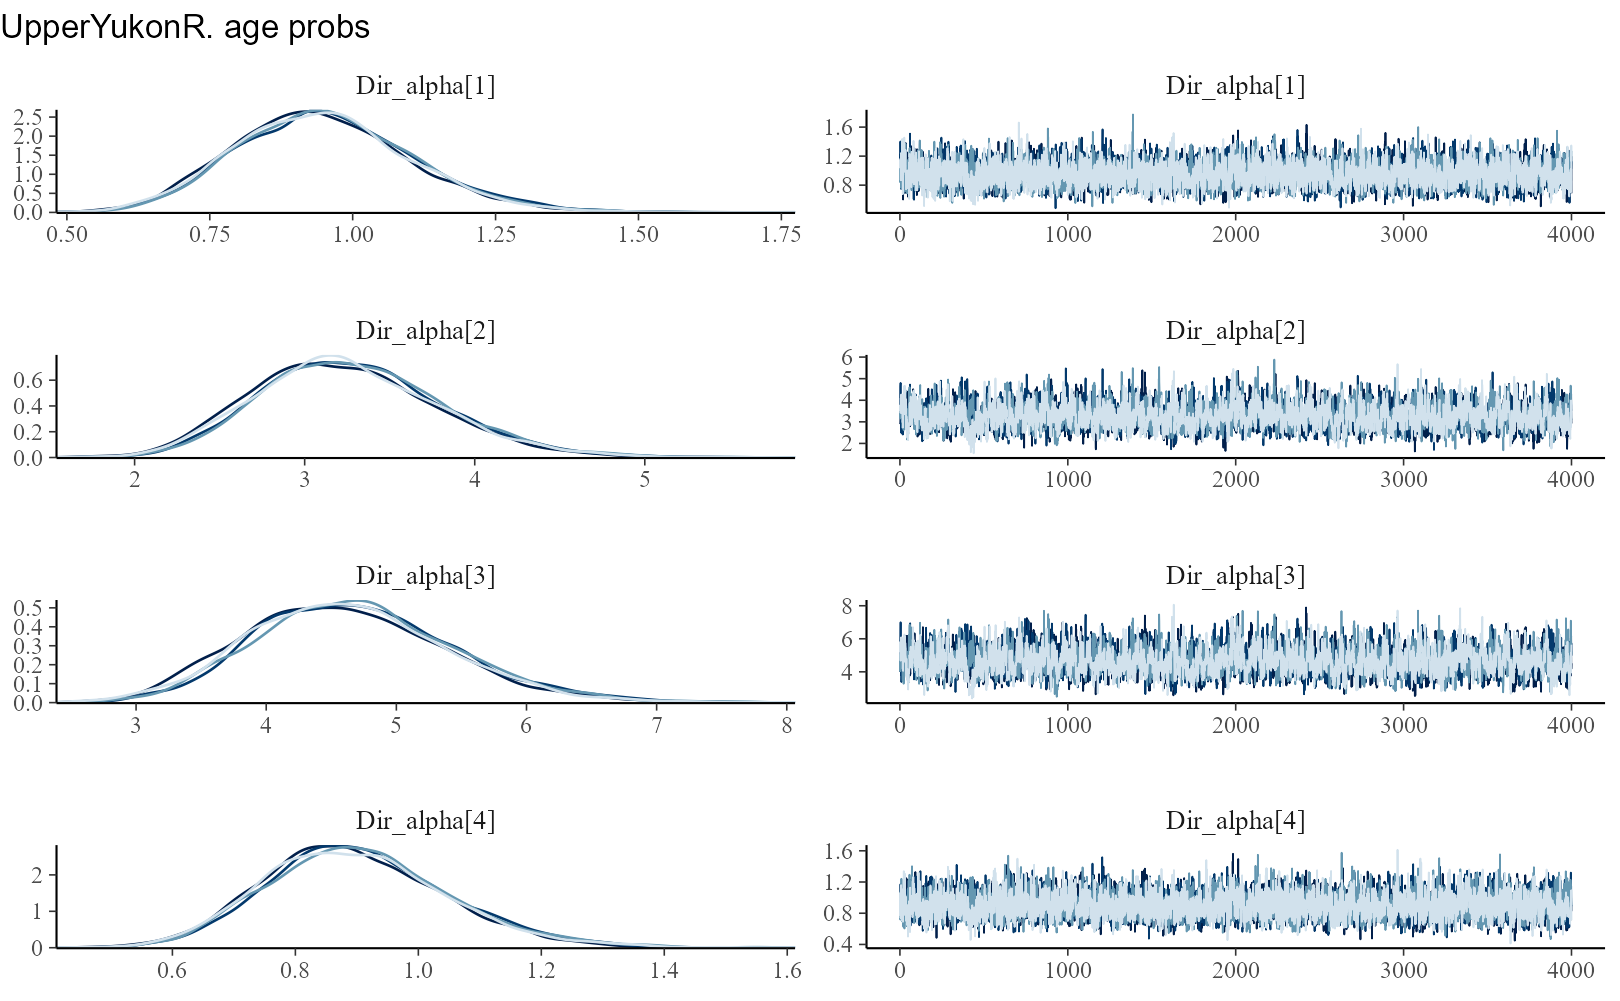 UpperYukonR. age probs
Dir_alpha[1] Dir_alpha[1]
2.5
2.0
1.5
1.0
0.5
0.0
0.50 0.75 1.00 1.25 1.50 1.75
1.6
1.2
0.8
0 1000 2000 3000 4000
Dir_alpha[2] Dir_alpha[2]
0.6
0.4
0.2
0.0
2 3 4 5
6
5
4
3
2
0 1000 2000 3000 4000
Dir_alpha[3] Dir_alpha[3]
0.5
0.4
0.3
0.2
0.1
0.0
3 4 5 6 7 8
8
6
4
0 1000 2000 3000 4000
Dir_alpha[4] Dir_alpha[4]
2
1
0
0.6 0.8 1.0 1.2 1.4 1.6
1.6
1.2
0.8
0.4
0 1000 2000 3000 4000